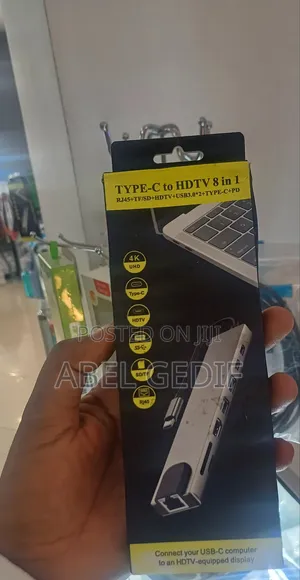 TYPE-C to HDTV 8 in 1
RJ45+TF/SD+HDTV+USB3.0*2+TYPE-C+PD
4K
UHD
Type-C
HDTV
POSTED ON JIJI
ABEL GEDIF
SD/TF
RJ45
Connect your USB-C computer
to an HDTV-equipped display